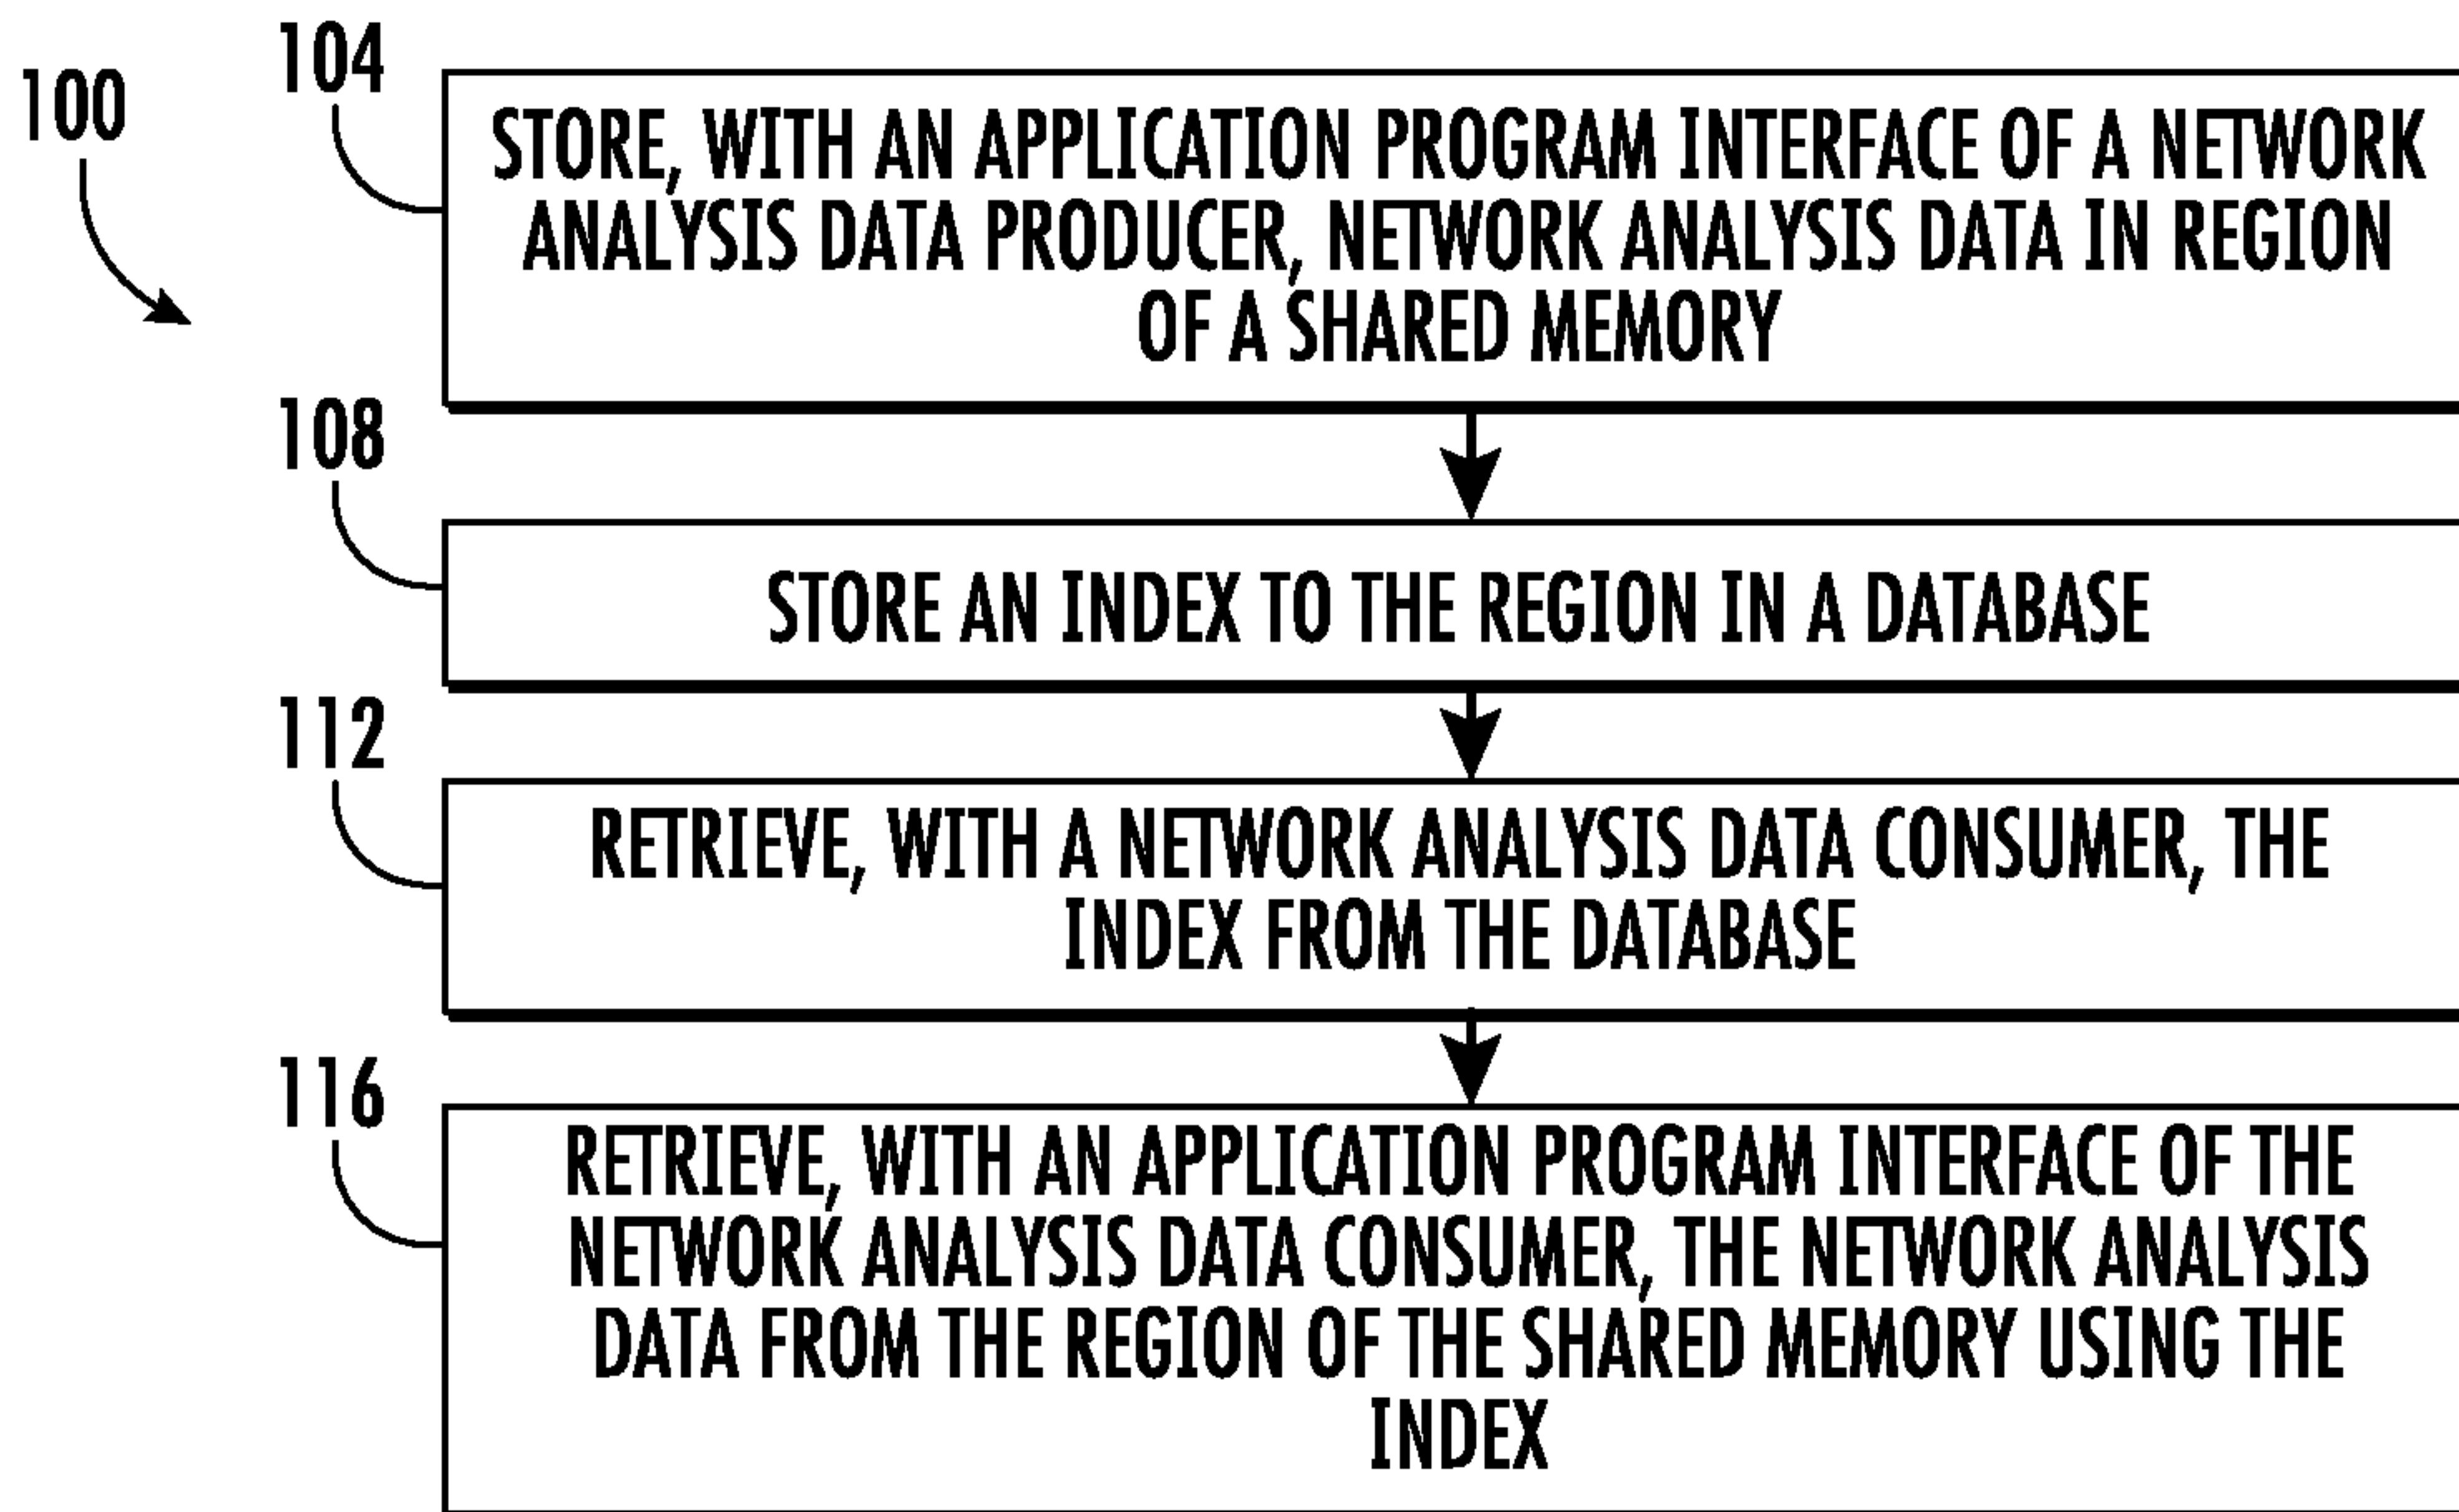 100
104
STORE, WITH AN APPLICATION PROGRAM INTERFACE OF A NETWORK
ANALYSIS DATA PRODUCER, NETWORK ANALYSIS DATA IN REGION
OF A SHARED MEMORY
108
STORE AN INDEX TO THE REGION IN A DATABASE
112
RETRIEVE, WITH A NETWORK ANALYSIS DATA CONSUMER, THE
INDEX FROM THE DATABASE
116
RETRIEVE, WITH AN APPLICATION PROGRAM INTERFACE OF THE
NETWORK ANALYSIS DATA CONSUMER, THE NETWORK ANALYSIS
DATA FROM THE REGION OF THE SHARED MEMORY USING THE
INDEX